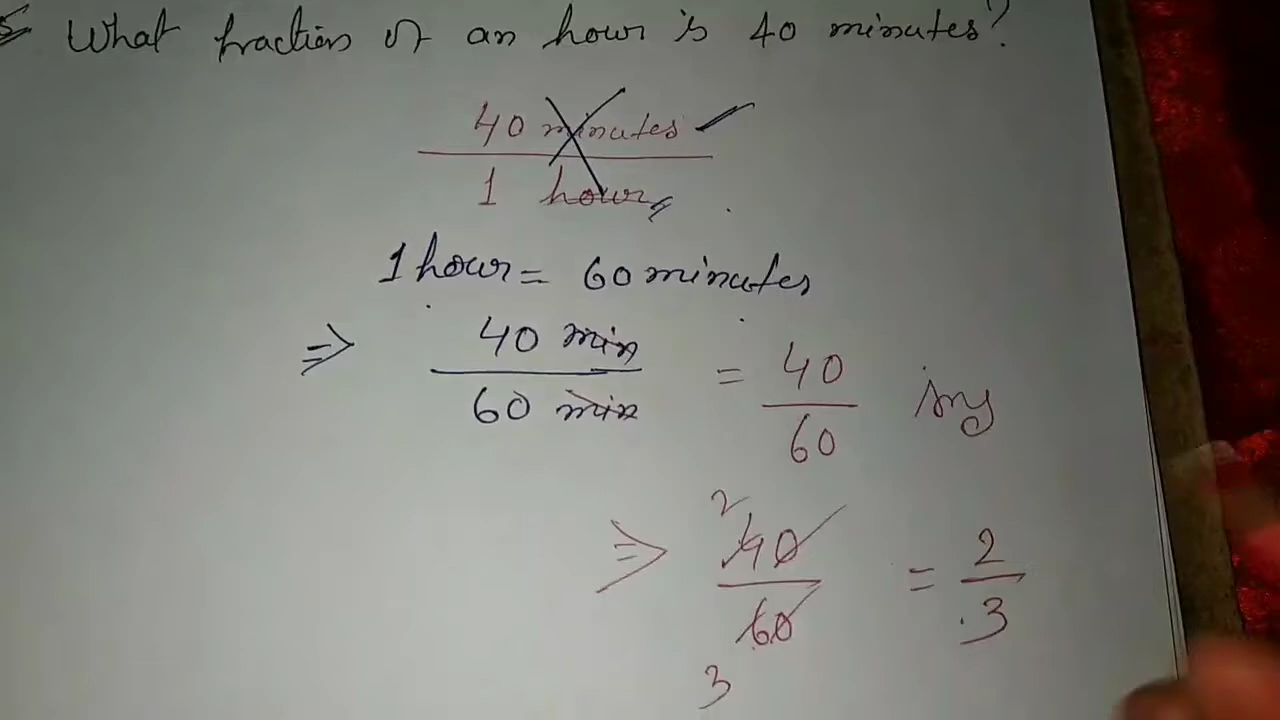 5 What fraction of an hour is 40 minutes?
40 minutes
1 hour
1 hour = 60 minutes
⇒ 40 min / 60 min = 40 / 60
⇒ 40 / 60 = 2 / 3
2
3